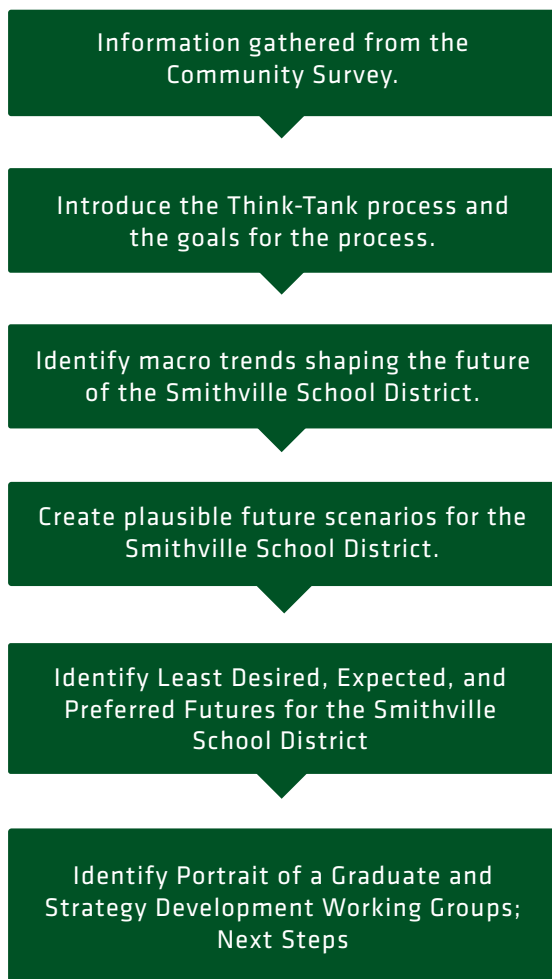 Information gathered from the
Community Survey.
Introduce the Think-Tank process and
the goals for the process.
Identify macro trends shaping the future
of the Smithville School District.
Create plausible future scenarios for the
Smithville School District.
Identify Least Desired, Expected, and
Preferred Futures for the Smithville
School District
Identify Portrait of a Graduate and
Strategy Development Working Groups;
Next Steps